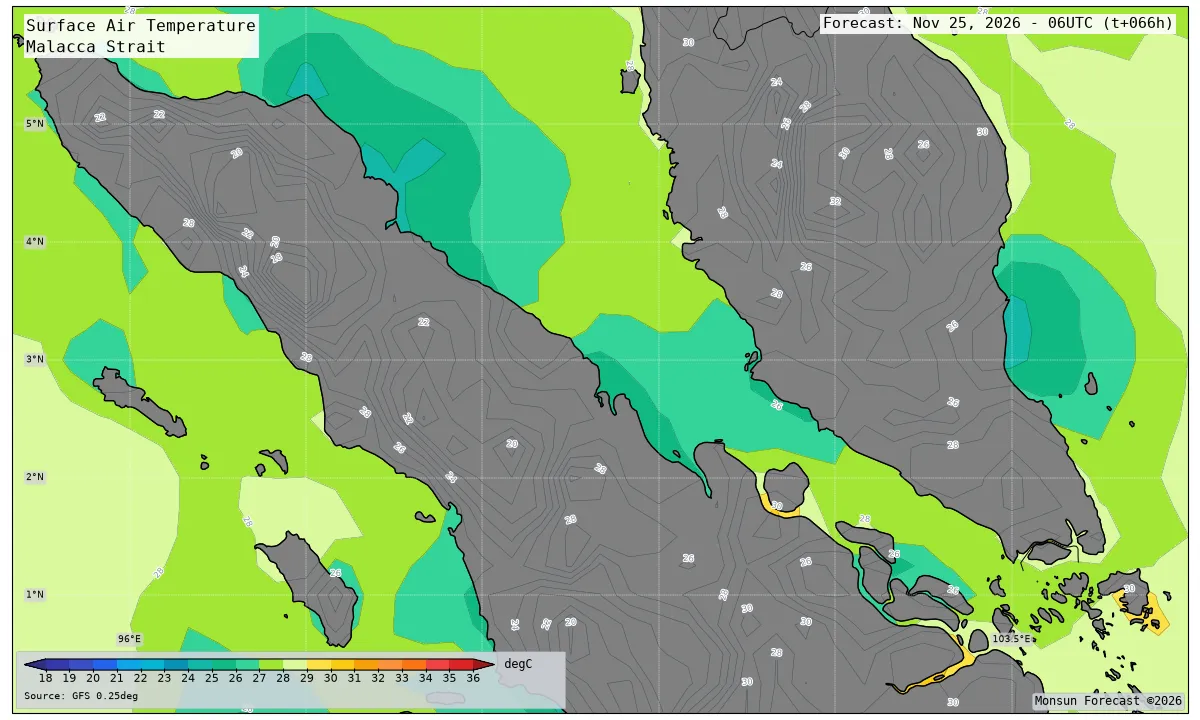 Surface Air Temperature
Malacca Strait
Forecast: Nov 25, 2026 - 06UTC (t+066h)
5°N
4°N
3°N
2°N
1°N
96°E
103.5°E
18 19 20 21 22 23 24 25 26 27 28 29 30 31 32 33 34 35 36
degC
Source: GFS 0.25deg
Monsun Forecast ©2026